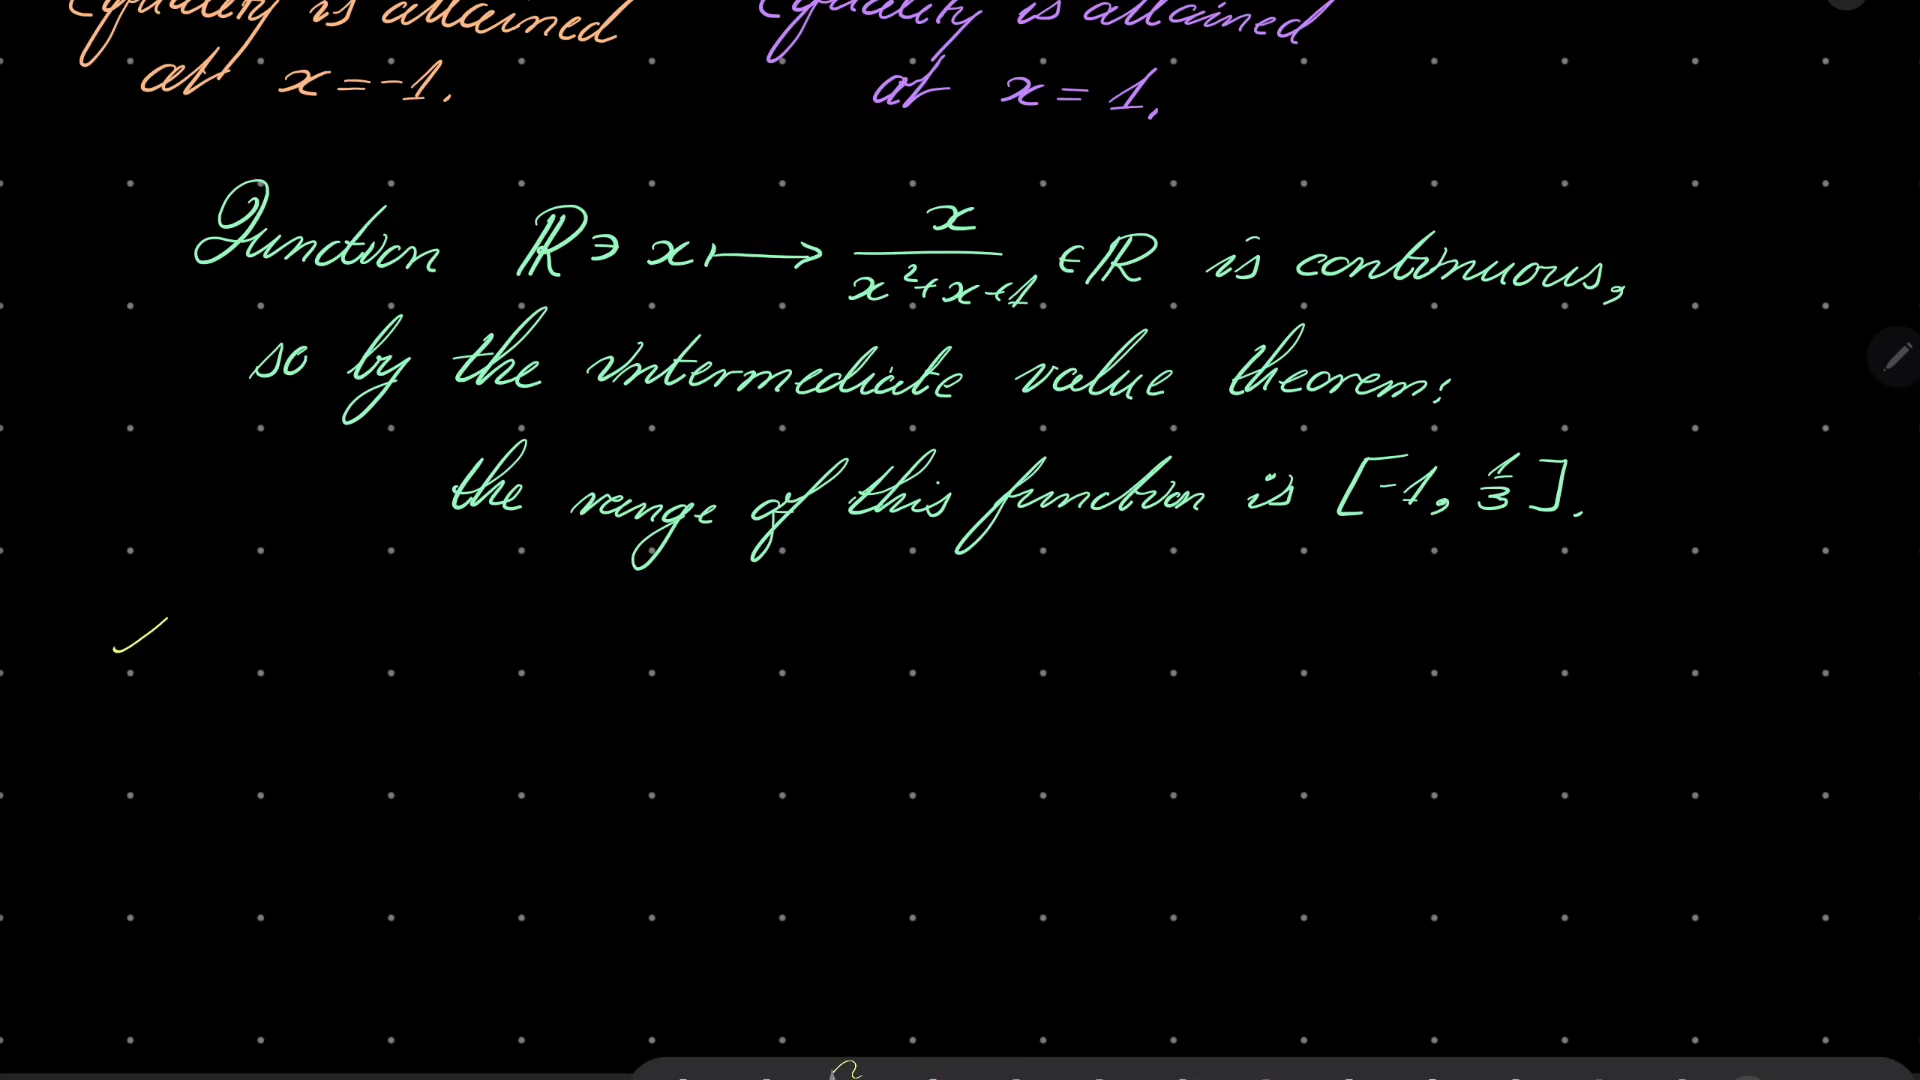 Equality is attained
at x = -1.
Equality is attained
at x = 1.
Function ℝ ∋ x ⟼ x/(x²+x+1) ∈ ℝ is continuous,
so by the intermediate value theorem:
the range of this function is [-1, 1/3].